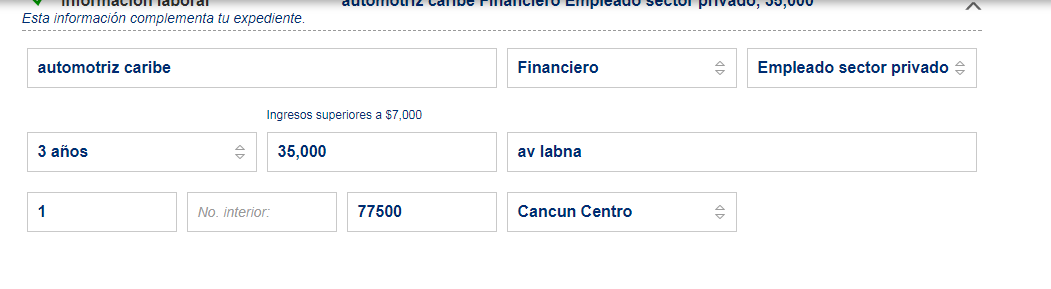 Información laboral automotriz caribe Financiero Empleado sector privado, 35,000
Esta información complementa tu expediente.
automotriz caribe Financiero Empleado sector privado
Ingresos superiores a $7,000
3 años 35,000 av labna
1 No. interior: 77500 Cancun Centro